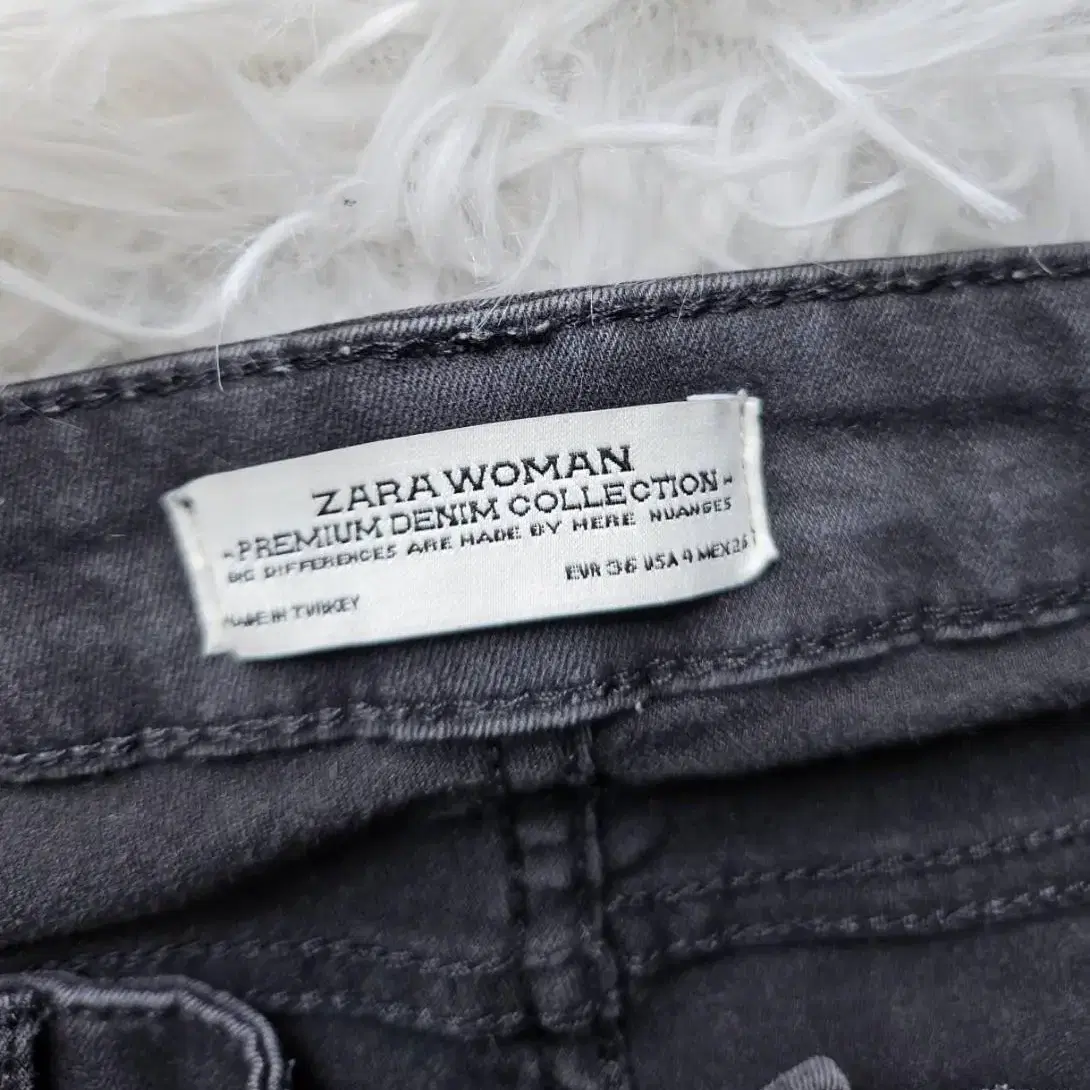 ZARA WOMAN
-PREMIUM DENIM COLLECTION-
BIG DIFFERENCES ARE MADE BY MERE NUANCES
EUR 36 USA 4 MEX 26
MADE IN TURKEY